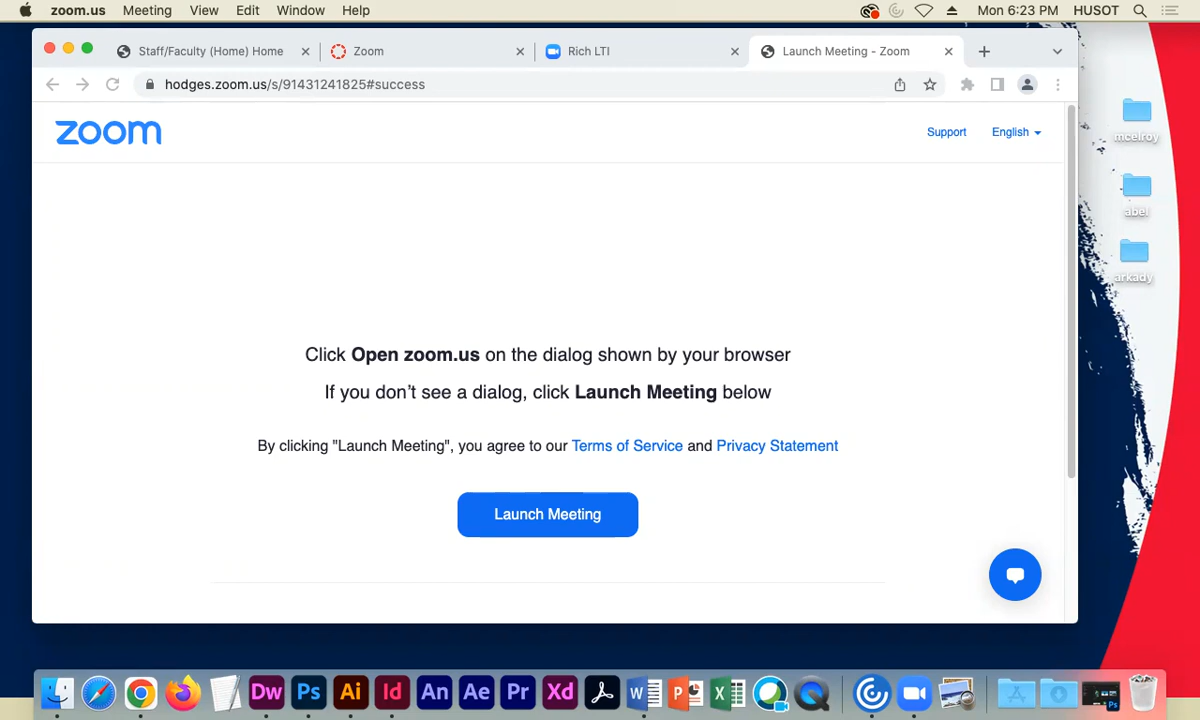 zoom.us Meeting View Edit Window Help Mon 6:23 PM HUSOT
Staff/Faculty (Home) Home Zoom Rich LTI Launch Meeting - Zoom
hodges.zoom.us/s/91431241825#success
zoom Support English
mcelroy
abel
arkady
Click Open zoom.us on the dialog shown by your browser
If you don’t see a dialog, click Launch Meeting below
By clicking "Launch Meeting", you agree to our Terms of Service and Privacy Statement
Launch Meeting
Dw Ps Ai Id An Ae Pr Xd W P X Ps